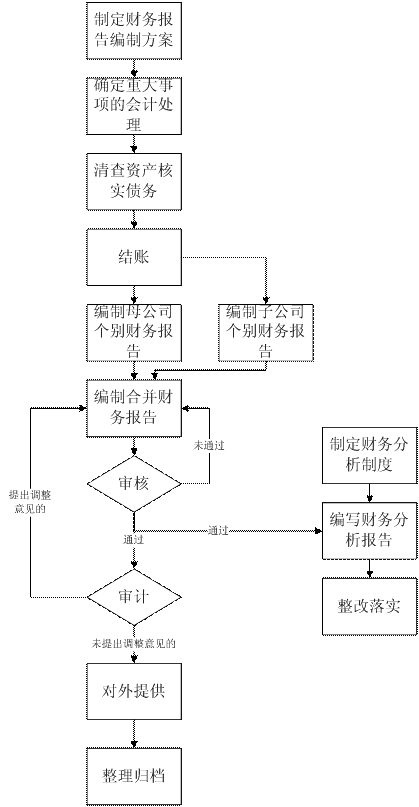 制定财务报
告编制方案
确定重大事
项的会计处
理
清查资产核
实债务
结账
编制母公司
个别财务报
告
编制子公司
个别财务报
告
编制合并财
务报告
未通过
制定财务分
析制度
审核
提出调整
意见的
通过
通过
编写财务分
析报告
审计
整改落实
未提出调整意见的
对外提供
整理归档